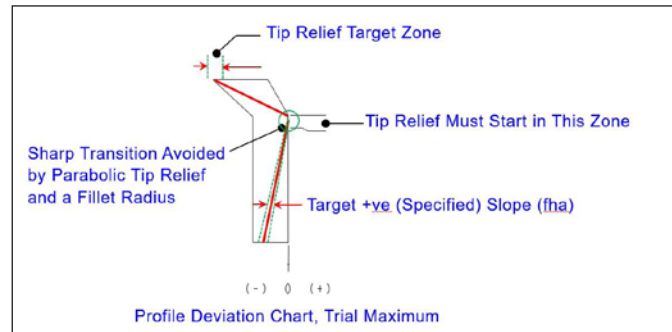 Tip Relief Target Zone
Tip Relief Must Start in This Zone
Sharp Transition Avoided
by Parabolic Tip Relief
and a Fillet Radius
Target +ve (Specified) Slope (fha)
(-) 0 (+)
Profile Deviation Chart, Trial Maximum